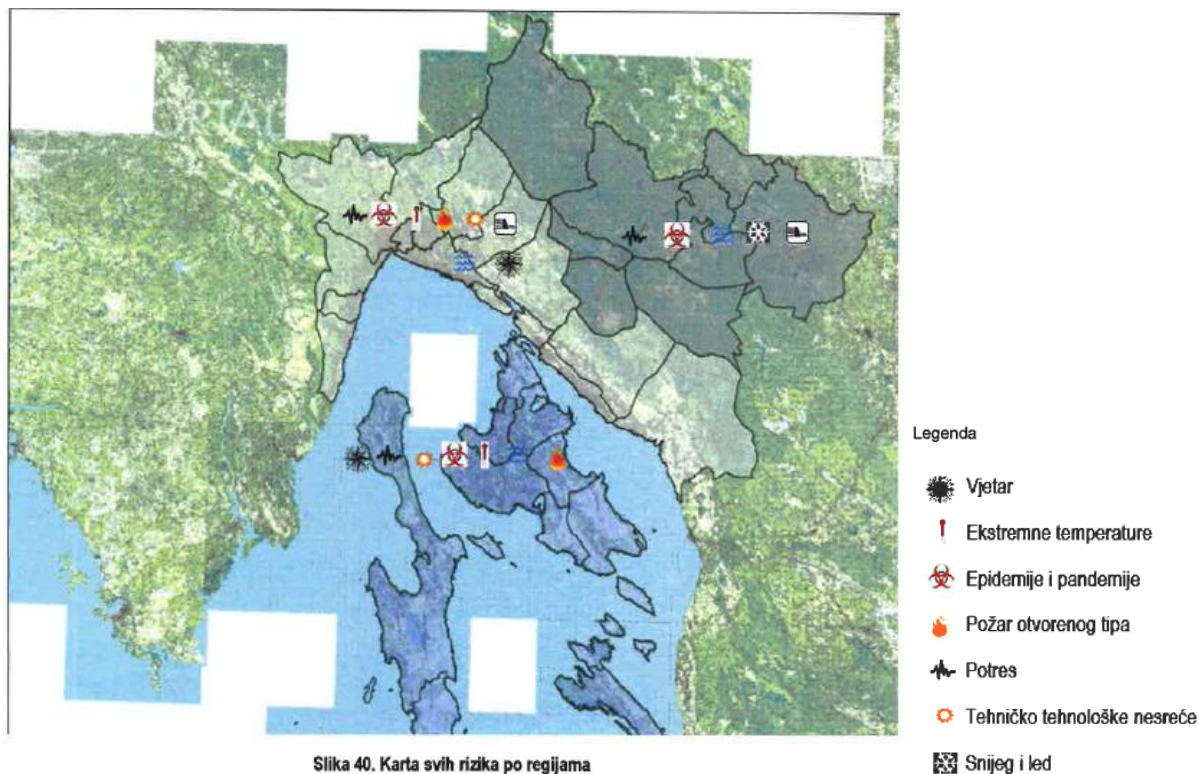 ORTAL
Legenda
Vjetar
Ekstremne temperature
Epidemije i pandemije
Požar otvorenog tipa
Potres
Tehničko tehnološke nesreće
Snijeg i led
Slika 40. Karta svih rizika po regijama